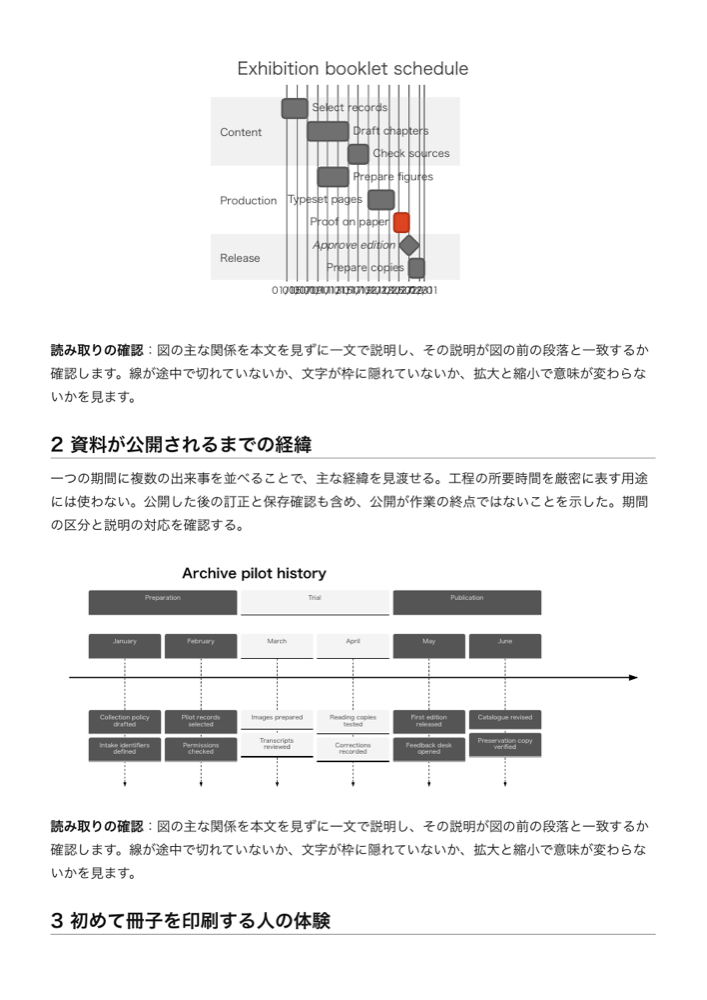 Exhibition booklet schedule
Content
Select records
Draft chapters
Check sources
Production
Prepare figures
Typeset pages
Proof on paper
Release
Approve edition
Prepare copies
読み取りの確認：図の主な関係を本文を見ずに一文で説明し、その説明が図の前の段落と一致するか
確認します。線が途中で切れていないか、文字が枠に隠れていないか、拡大と縮小で意味が変わらな
いかを見ます。
2 資料が公開されるまでの経緯
一つの期間に複数の出来事を並べることで、主な経緯を見渡せる。工程の所要時間を厳密に表す用途
には使わない。公開した後の訂正と保存確認も含め、公開が作業の終点ではないことを示した。期間
の区分と説明の対応を確認する。
Archive pilot history
Preparation Trial Publication
January February March April May June
Collection policy
drafted
Pilot records
selected
Images prepared
Reading copies
tested
First edition
released
Catalogue revised
Intake identifiers
defined
Permissions
checked
Transcripts
reviewed
Corrections
recorded
Feedback desk
opened
Preservation copy
verified
読み取りの確認：図の主な関係を本文を見ずに一文で説明し、その説明が図の前の段落と一致するか
確認します。線が途中で切れていないか、文字が枠に隠れていないか、拡大と縮小で意味が変わらな
いかを見ます。
3 初めて冊子を印刷する人の体験